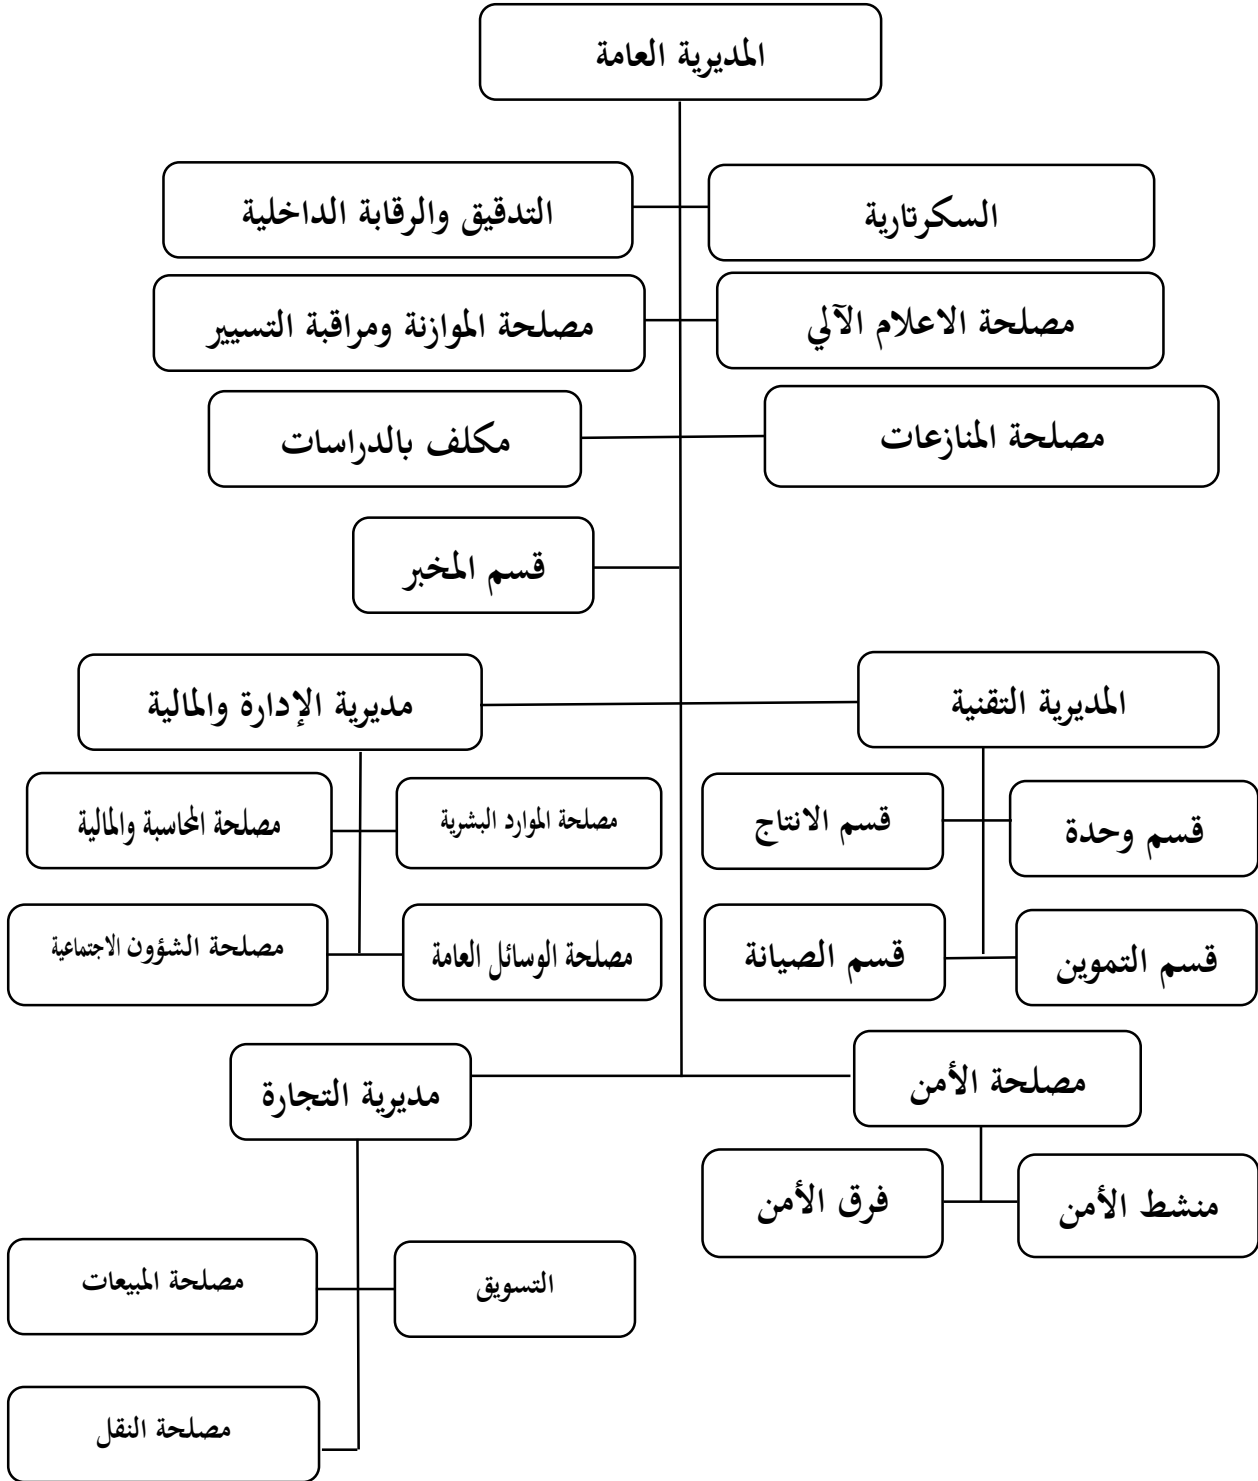 المديرية العامة
السكرتارية
التدقيق والرقابة الداخلية
مصلحة الاعلام الآلي
مصلحة الموازنة ومراقبة التسيير
مصلحة المنازعات
مكلف بالدراسات
قسم المخبر
المديرية التقنية
مديرية الإدارة والمالية
قسم وحدة
قسم الانتاج
مصلحة الموارد البشرية
مصلحة المحاسبة والمالية
قسم التموين
قسم الصيانة
مصلحة الوسائل العامة
مصلحة الشؤون الاجتماعية
مصلحة الأمن
مديرية التجارة
منشط الأمن
فرق الأمن
التسويق
مصلحة المبيعات
مصلحة النقل